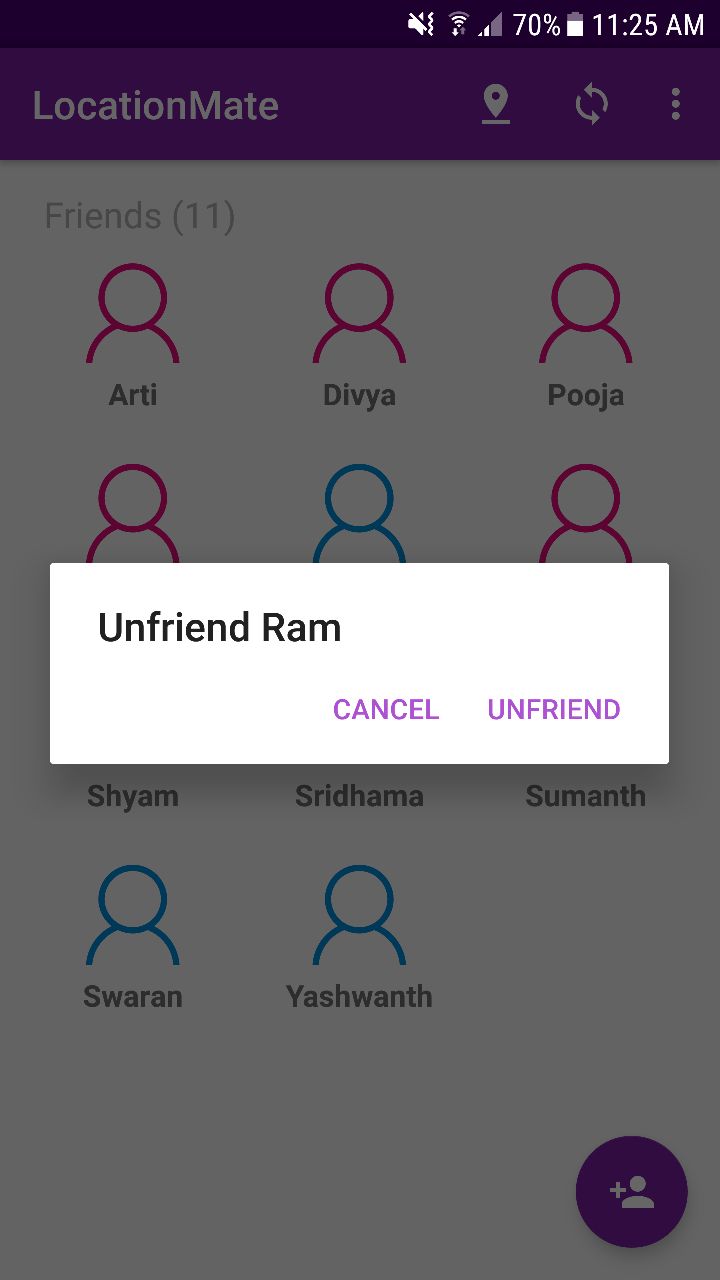 70% 11:25 AM
LocationMate
Friends (11)
Arti Divya Pooja
Unfriend Ram
CANCEL UNFRIEND
Shyam Sridhama Sumanth
Swaran Yashwanth